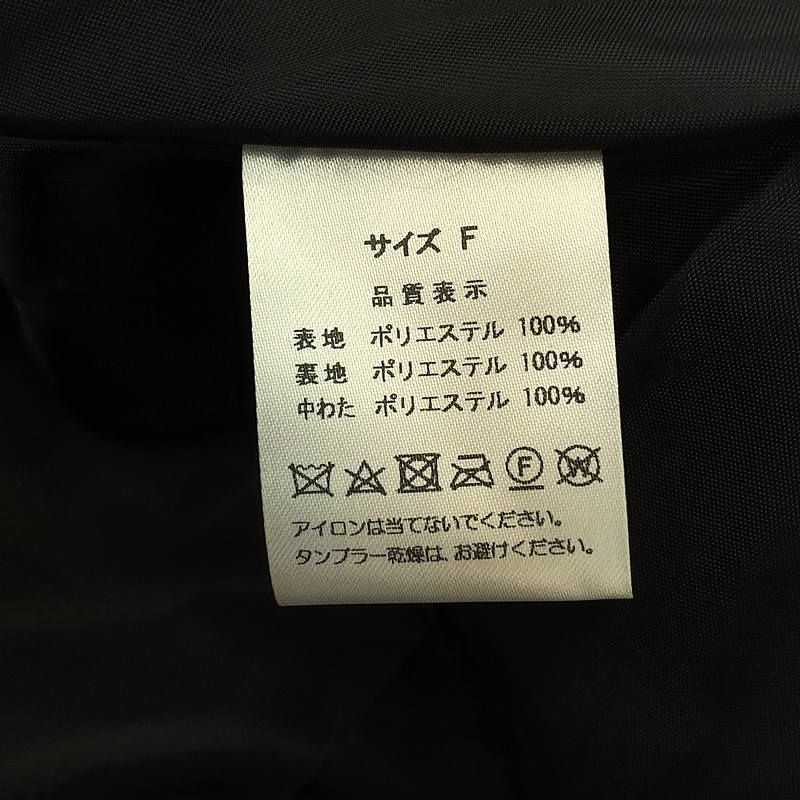 サイズ F
品質表示
表地 ポリエステル 100%
裏地 ポリエステル 100%
中わた ポリエステル 100%
F W
アイロンは当てないでください。
タンブラー乾燥は、お避けください。